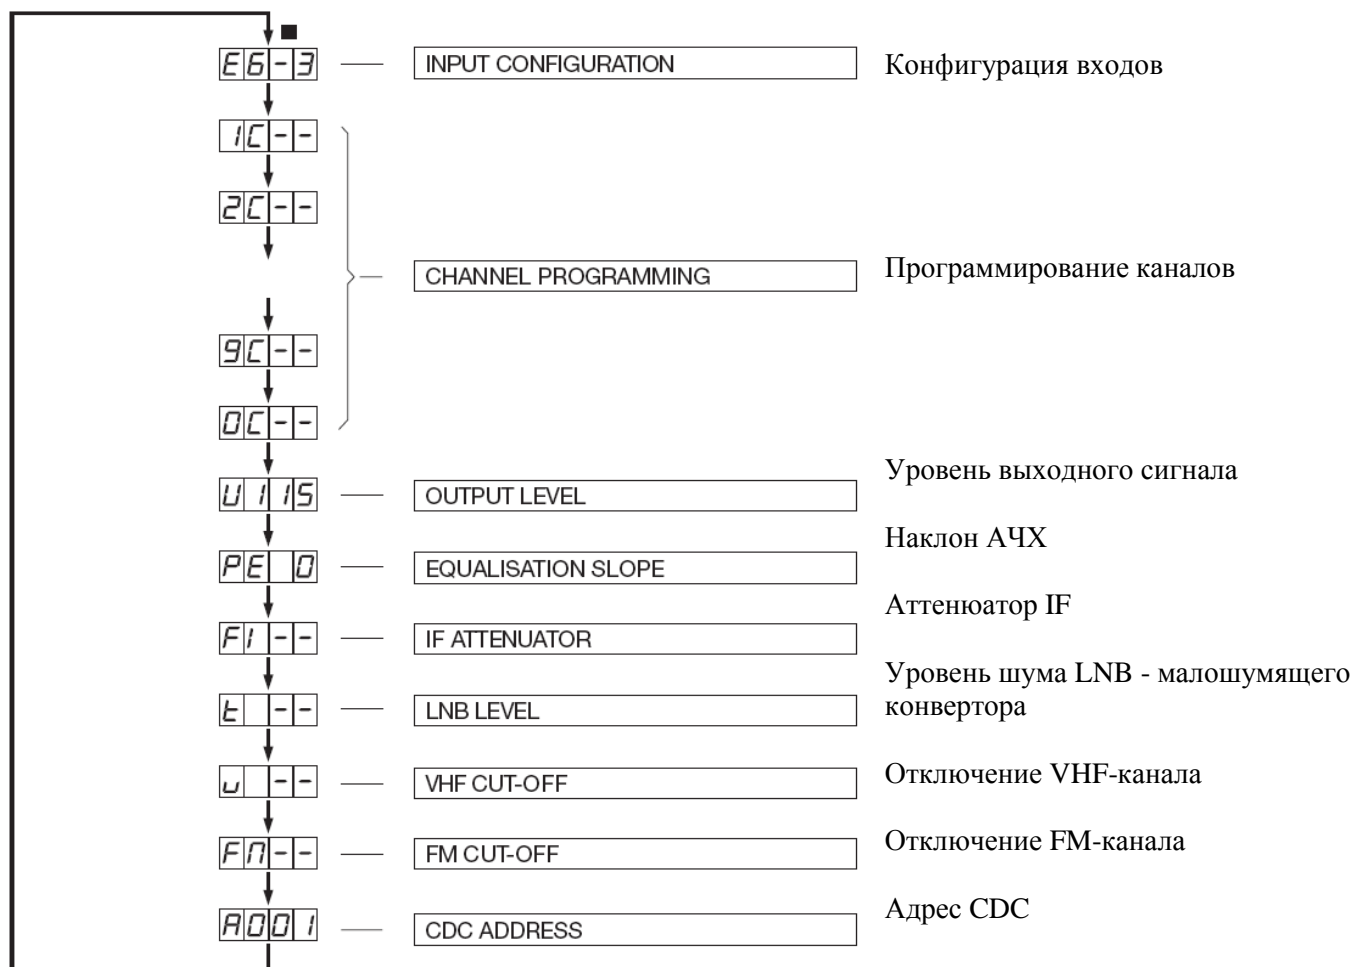 E6-3 INPUT CONFIGURATION Конфигурация входов
1C--
2C--
CHANNEL PROGRAMMING Программирование каналов
9C--
0C--
U115 OUTPUT LEVEL Уровень выходного сигнала
PE 0 EQUALISATION SLOPE Наклон АЧХ
FI-- IF ATTENUATOR Аттенюатор IF
t -- LNB LEVEL Уровень шума LNB - малошумящего
конвертора
u -- VHF CUT-OFF Отключение VHF-канала
FM-- FM CUT-OFF Отключение FM-канала
A001 CDC ADDRESS Адрес CDC